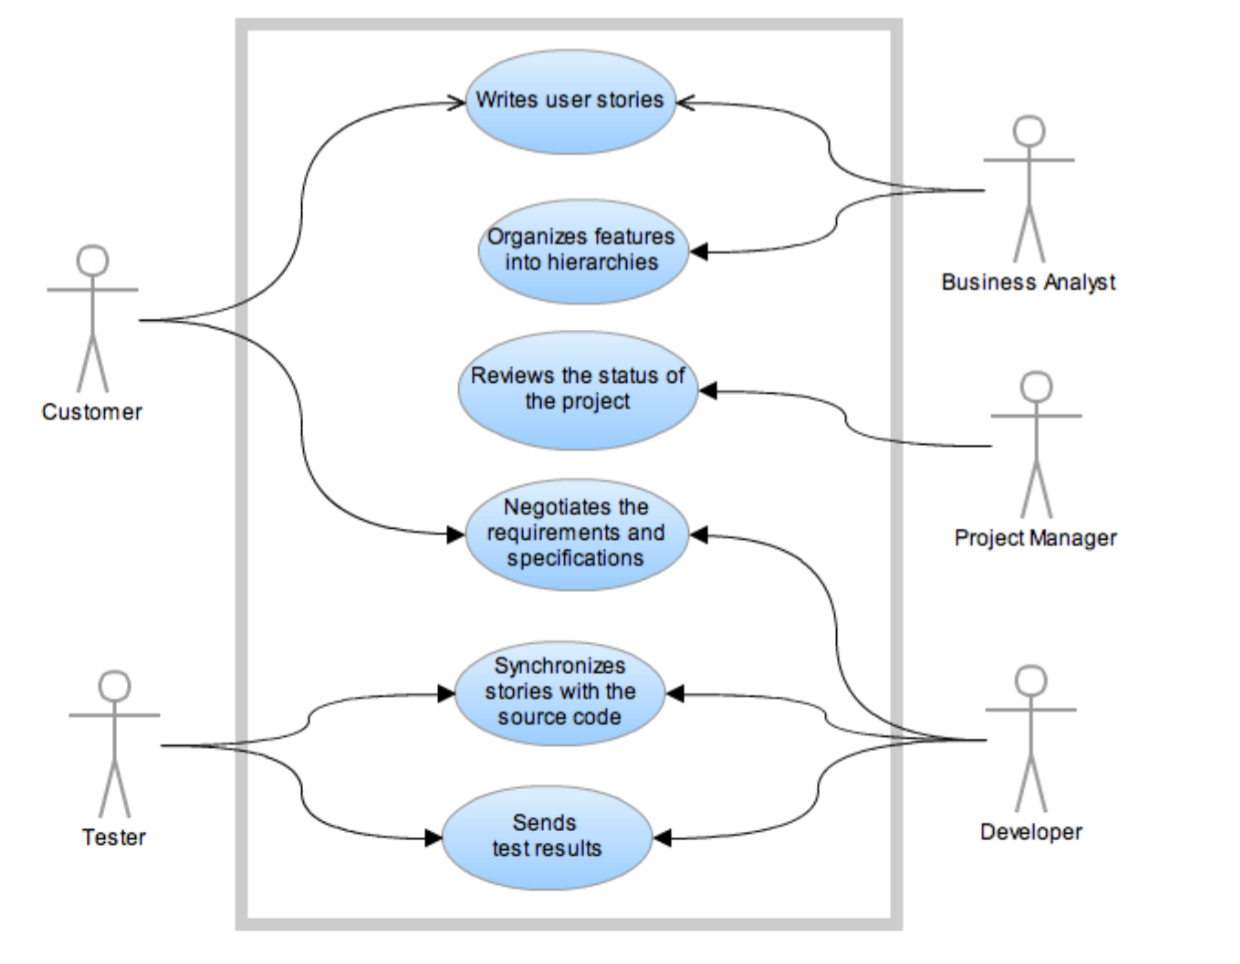 Writes user stories
Organizes features
into hierarchies
Business Analyst
Reviews the status of
the project
Customer
Negotiates the
requirements and
specifications
Project Manager
Synchronizes
stories with the
source code
Sends
test results
Tester
Developer